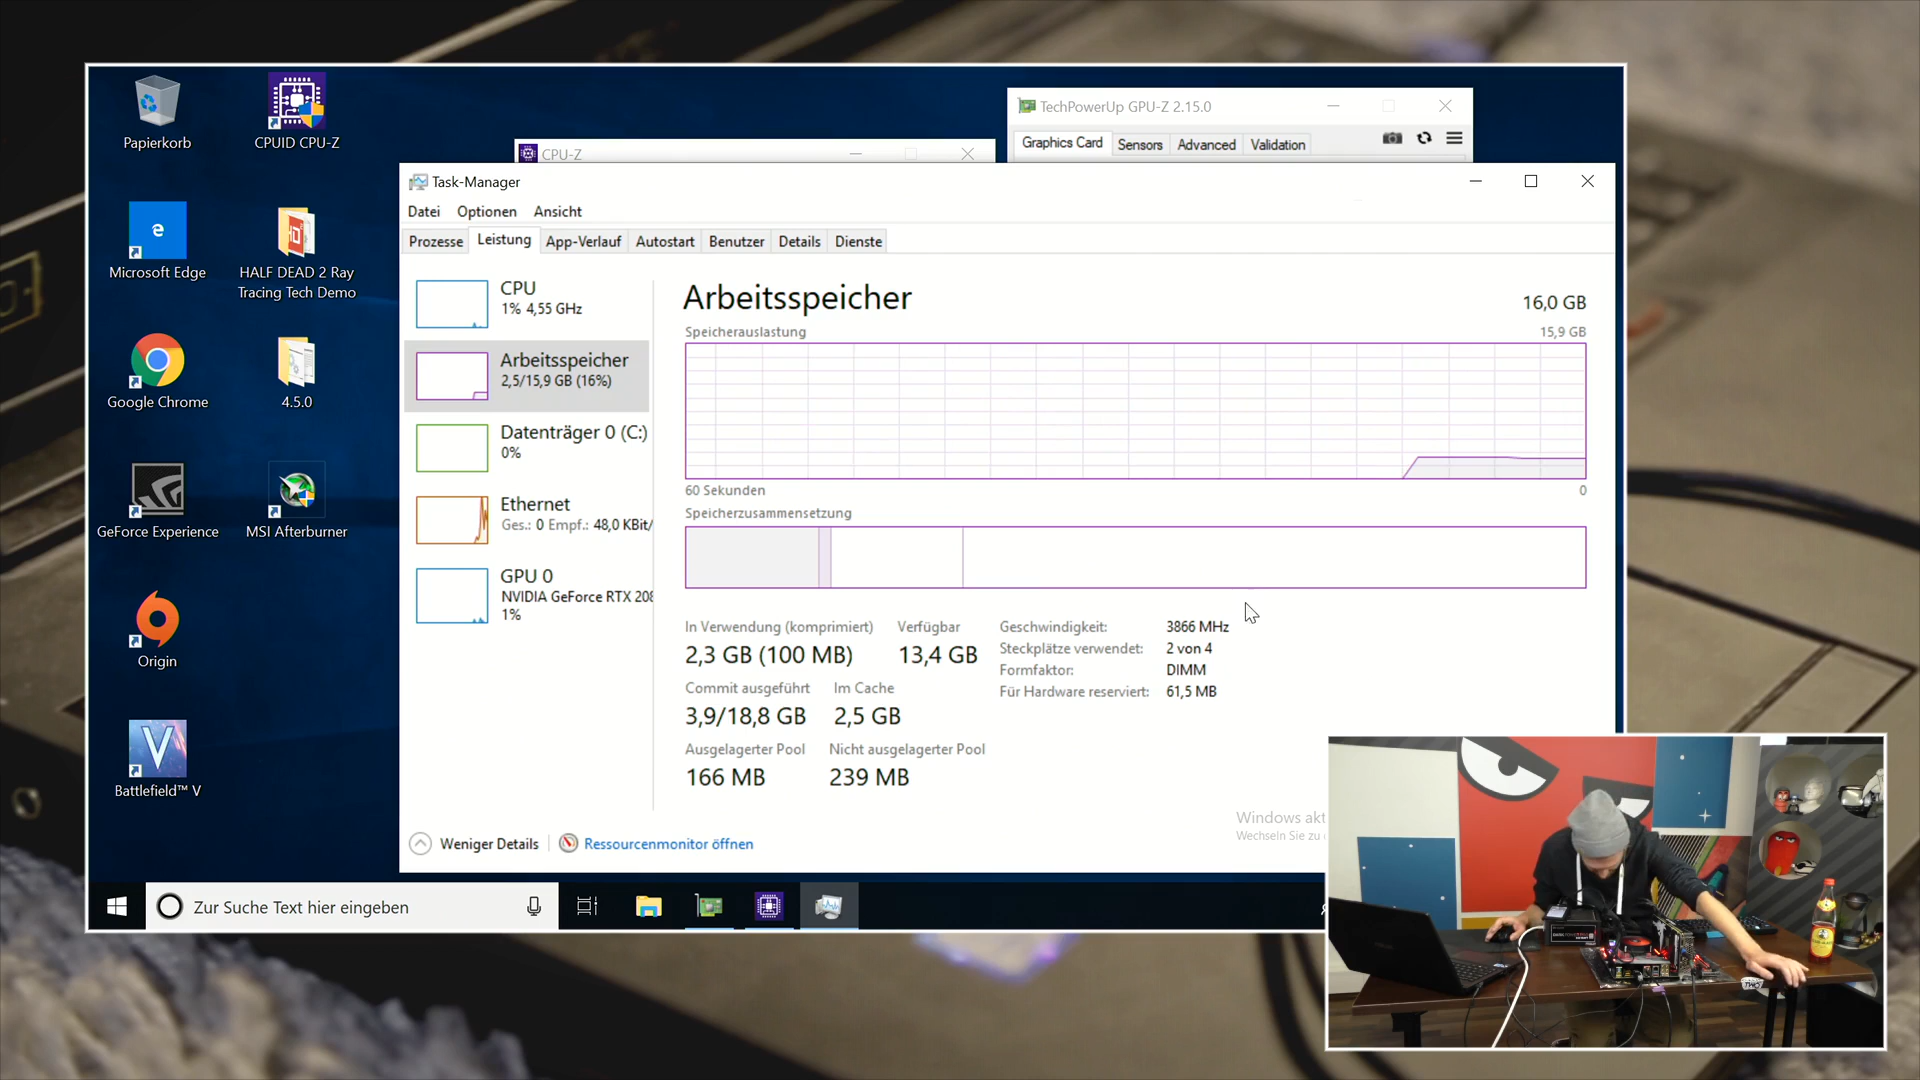 Papierkorb
CPUID CPU-Z
Microsoft Edge
HALF DEAD 2 Ray
Tracing Tech Demo
Google Chrome
4.5.0
GeForce Experience
MSI Afterburner
Origin
Battlefield™ V
CPU-Z
TechPowerUp GPU-Z 2.15.0
Graphics Card
Sensors
Advanced
Validation
Task-Manager
Datei
Optionen
Ansicht
Prozesse
Leistung
App-Verlauf
Autostart
Benutzer
Details
Dienste
CPU
1% 4,55 GHz
Arbeitsspeicher
2,5/15,9 GB (16%)
Datenträger 0 (C:)
0%
Ethernet
Ges.: 0 Empf.: 48,0 KBit/
GPU 0
NVIDIA GeForce RTX 208
1%
Arbeitsspeicher
16,0 GB
Speicherauslastung
15,9 GB
60 Sekunden
0
Speicherzusammensetzung
In Verwendung (komprimiert)
2,3 GB (100 MB)
Verfügbar
13,4 GB
Commit ausgeführt
3,9/18,8 GB
Im Cache
2,5 GB
Ausgelagerter Pool
166 MB
Nicht ausgelagerter Pool
239 MB
Geschwindigkeit:
3866 MHz
Steckplätze verwendet:
2 von 4
Formfaktor:
DIMM
Für Hardware reserviert:
61,5 MB
Windows akt
Wechseln Sie zu
Weniger Details
Ressourcenmonitor öffnen
Zur Suche Text hier eingeben